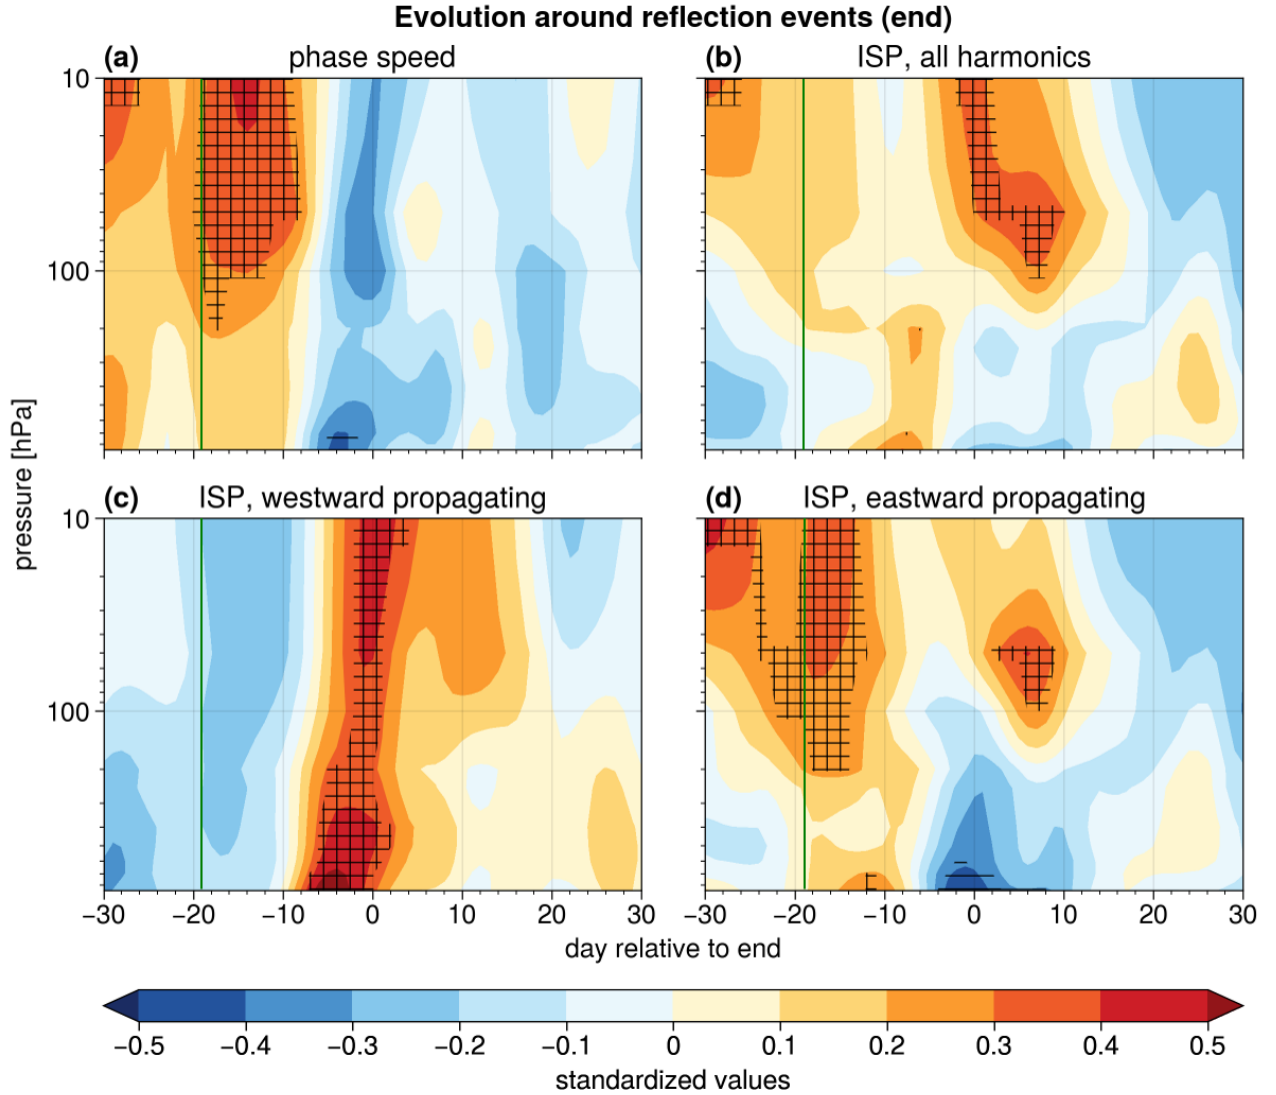 Evolution around reflection events (end)
(a) phase speed
(b) ISP, all harmonics
10
100
(c) ISP, westward propagating
(d) ISP, eastward propagating
10
100
pressure [hPa]
−30 −20 −10 0 10 20 30
−30 −20 −10 0 10 20 30
day relative to end
−0.5 −0.4 −0.3 −0.2 −0.1 0 0.1 0.2 0.3 0.4 0.5
standardized values